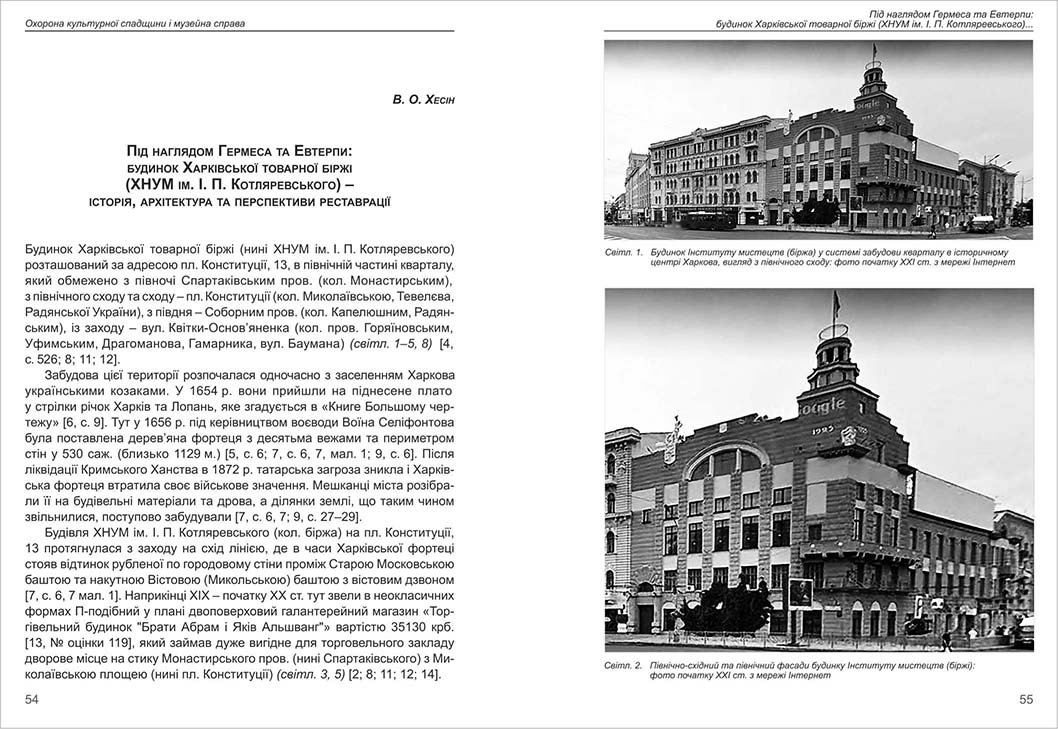 Охорона культурної спадщини і музейна справа
В. О. Хесін
Під наглядом Гермеса та Евтерпи:
будинок Харківської товарної біржі
(ХНУМ ім. І. П. Котляревського) –
історія, архітектура та перспективи реставрації
Будинок Харківської товарної біржі (нині ХНУМ ім. І. П. Котляревського)
розташований за адресою пл. Конституції, 13, в північній частині кварталу,
який обмежено з півночі Спартаківським пров. (кол. Монастирським),
з північного сходу та сходу – пл. Конституції (кол. Миколаївською, Тевелєва,
Радянської України), з півдня – Соборним пров. (кол. Капелюшним, Радян-
ським), із заходу – вул. Квітки-Основ’яненка (кол. пров. Горяїновським,
Уфимським, Драгоманова, Гамарника, вул. Баумана) (світл. 1–5, 8) [4,
с. 526; 8; 11; 12].
Забудова цієї території розпочалася одночасно з заселенням Харкова
українськими козаками. У 1654 р. вони прийшли на піднесене плато
у стрілки річок Харків та Лопань, яке згадується в «Книге Большому чер-
тежу» [6, с. 9]. Тут у 1656 р. під керівництвом воєводи Воїна Селіфонтова
була поставлена дерев’яна фортеця з десятьма вежами та периметром
стін у 530 саж. (близько 1129 м.) [5, с. 6; 7, с. 6, 7, мал. 1; 9, с. 6]. Після
ліквідації Кримського Ханства в 1872 р. татарська загроза зникла і Харків-
ська фортеця втратила своє військове значення. Мешканці міста розібра-
ли її на будівельні матеріали та дрова, а ділянки землі, що таким чином
звільнилися, поступово забудували [7, с. 6, 7; 9, с. 27–29].
Будівля ХНУМ ім. І. П. Котляревського (кол. біржа) на пл. Конституції,
13 протягнулася з заходу на схід лінією, де в часи Харківської фортеці
стояв відтинок рубленої по городовому стіни проміж Старою Московською
баштою та накутною Вістовою (Микольською) баштою з вістовим дзвоном
[7, с. 6, 7 мал. 1]. Наприкінці XIX – початку XX ст. тут звели в неокласичних
формах П-подібний у плані двоповерховий галантерейний магазин «Тор-
гівельний будинок "Брати Абрам і Яків Альшванг"» вартістю 35130 крб.
[13, № оцінки 119], який займав дуже вигідне для торговельного закладу
дворове місце на стику Монастирського пров. (нині Спартаківського) з Ми-
колаївською площею (нині пл. Конституції) (світл. 3, 5) [2; 8; 11; 12; 14].
54
Під наглядом Гермеса та Евтерпи:
будинок Харківської товарної біржі (ХНУМ ім. І. П. Котляревського)...
Google
1925
Світл. 1. Будинок Інституту мистецтв (біржа) у системі забудови кварталу в історичному
центрі Харкова, вигляд з північного сходу: фото початку XXI ст. з мережі Інтернет
Google
1925
Світл. 2. Північно-східний та північний фасади будинку Інституту мистецтв (біржі):
фото початку XXI ст. з мережі Інтернет
55